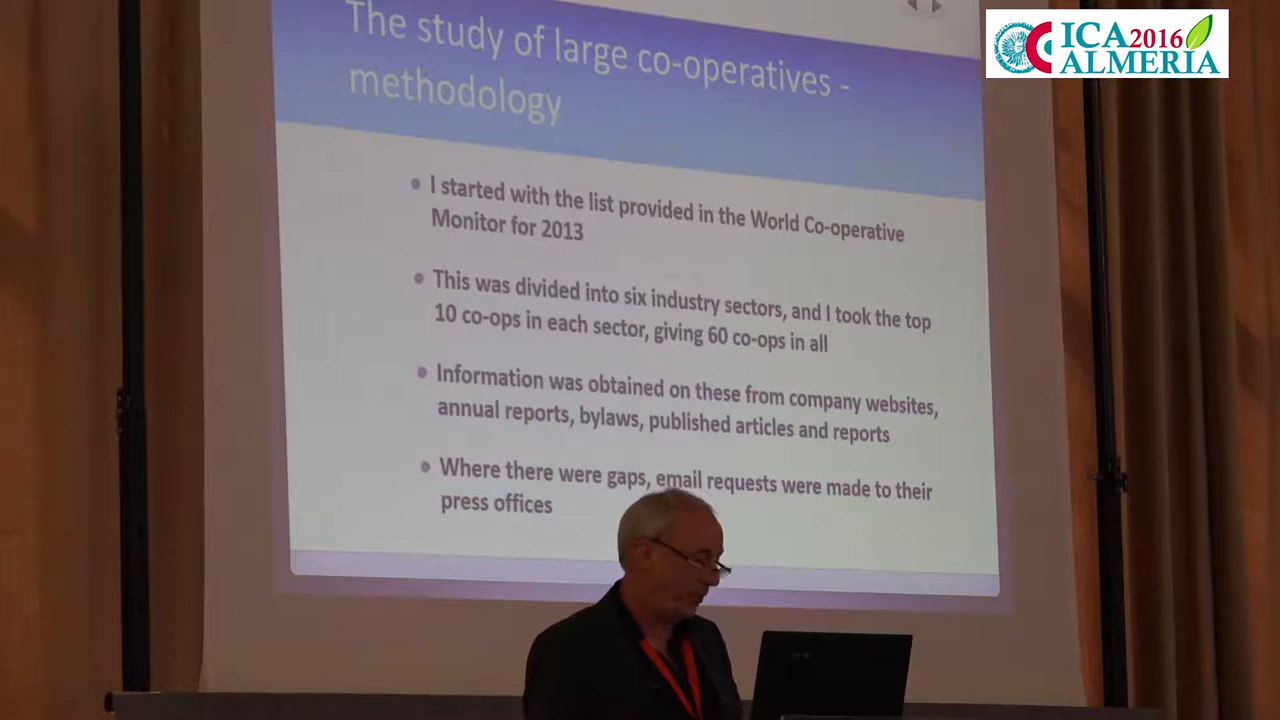 The study of large co-operatives -
methodology
ICA2016
ALMERIA
• I started with the list provided in the World Co-operative
Monitor for 2013
• This was divided into six industry sectors, and I took the top
10 co-ops in each sector, giving 60 co-ops in all
• Information was obtained on these from company websites,
annual reports, bylaws, published articles and reports
• Where there were gaps, email requests were made to their
press offices